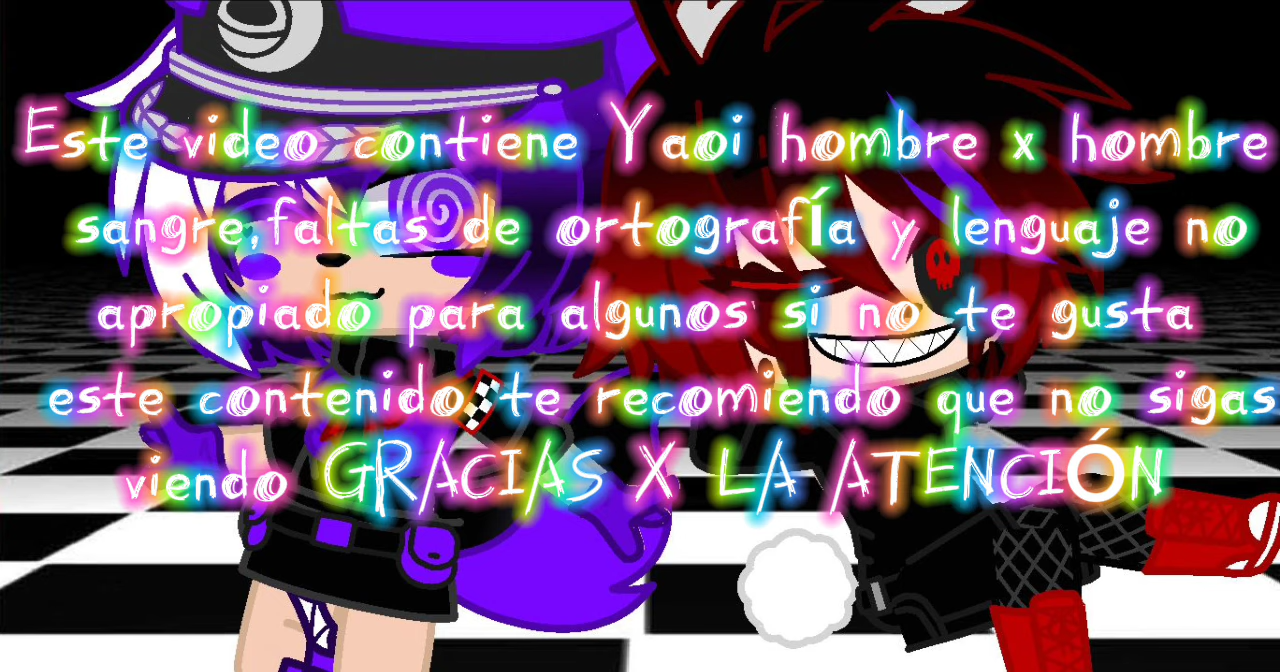 Este video contiene Yaoi hombre x hombre
sangre,faltas de ortografía y lenguaje no
apropiado para algunos si no te gusta
este contenido te recomiendo que no sigas
viendo GRACIAS X LA ATENCIÓN